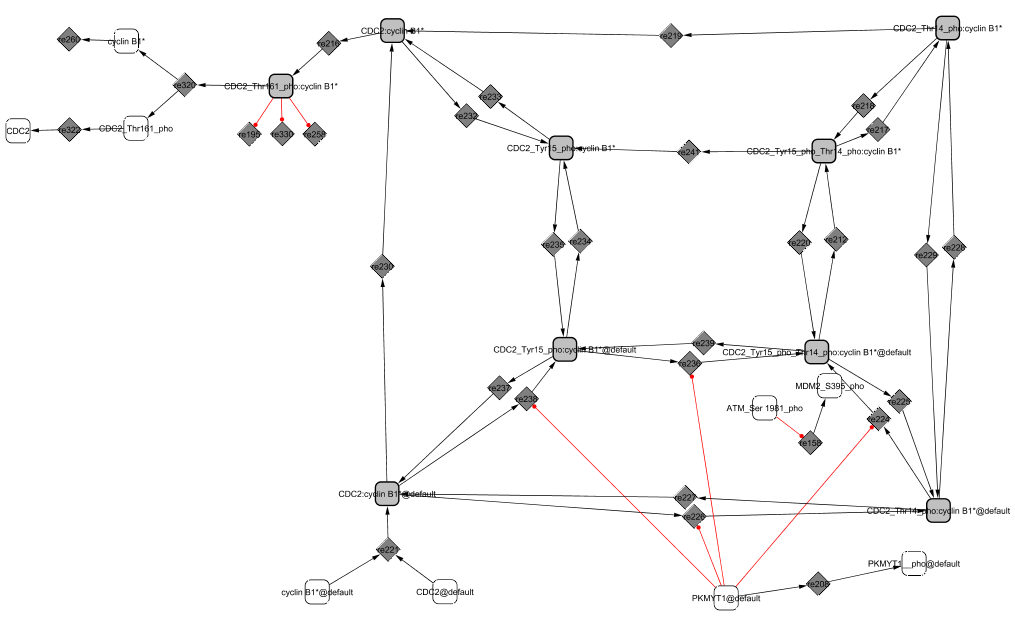 CDC2:cyclin B1*
CDC2_Thr14_pho:cyclin B1*
re219
re260
cyclin B1*
re216
re320
CDC2_Thr161_pho:cyclin B1*
re233
re232
re218
re217
CDC2
re322
CDC2_Thr161_pho
re195
re330
re258
CDC2_Tyr15_pho:cyclin B1*
re241
CDC2_Tyr15_pho_Thr14_pho:cyclin B1*
re235
re234
re220
re212
re229
re228
re230
CDC2_Tyr15_pho:cyclin B1*@default
re239
re236
CDC2_Tyr15_pho_Thr14_pho:cyclin B1*@default
re237
re238
MDM2_S395_pho
ATM_Ser 1981_pho
re225
re224
re158
CDC2:cyclin B1*@default
re227
re226
CDC2_Thr14_pho:cyclin B1*@default
re221
cyclin B1*@default
CDC2@default
PKMYT1@default
re206
PKMYT1__pho@default